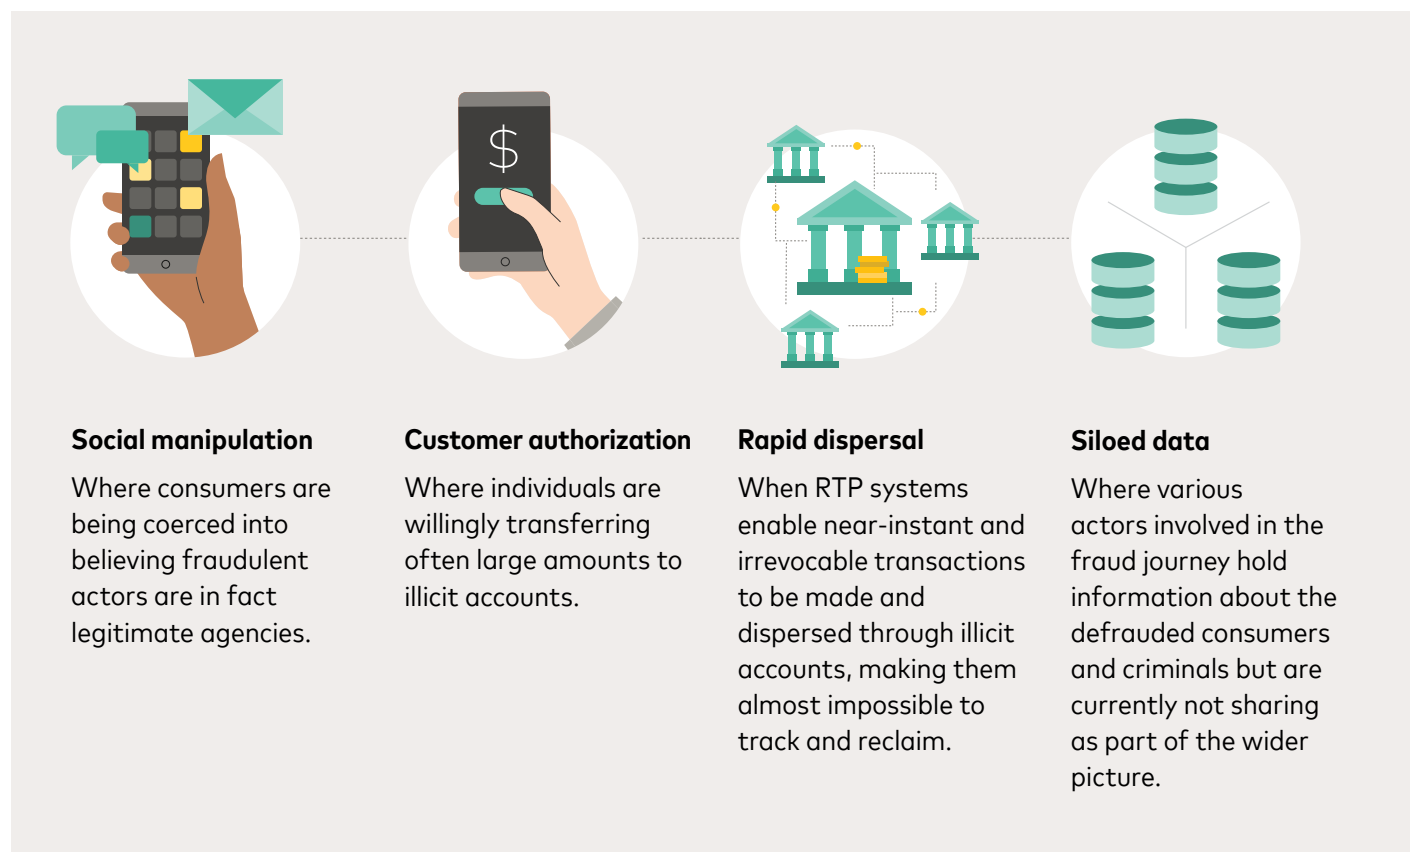 $
Social manipulation
Where consumers are
being coerced into
believing fraudulent
actors are in fact
legitimate agencies.
Customer authorization
Where individuals are
willingly transferring
often large amounts to
illicit accounts.
Rapid dispersal
When RTP systems
enable near-instant and
irrevocable transactions
to be made and
dispersed through illicit
accounts, making them
almost impossible to
track and reclaim.
Siloed data
Where various
actors involved in the
fraud journey hold
information about the
defrauded consumers
and criminals but are
currently not sharing
as part of the wider
picture.